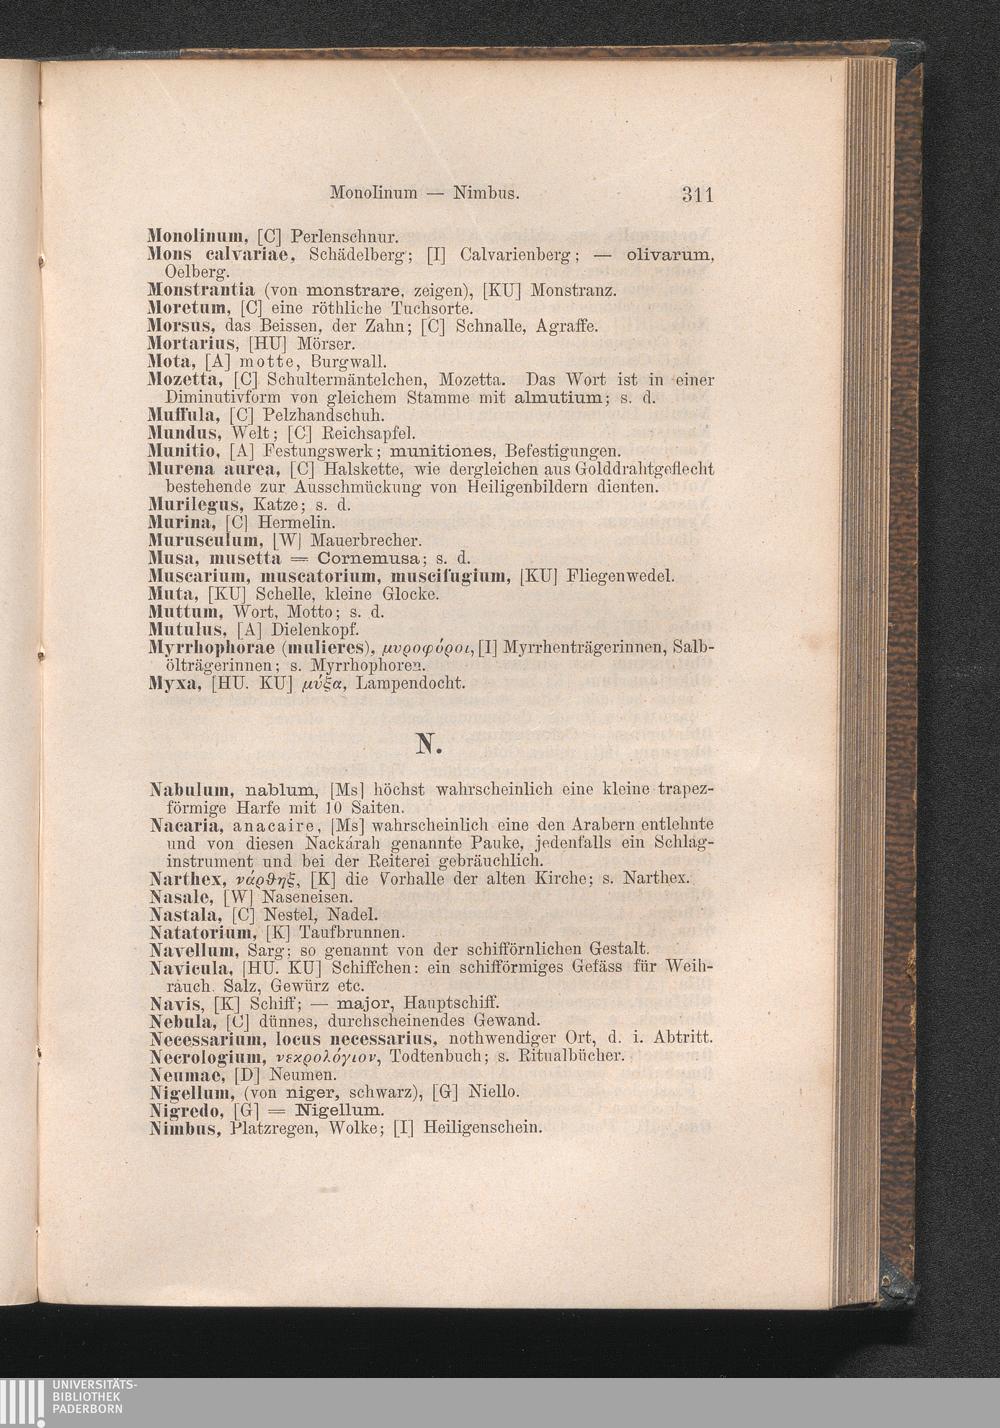 Monolinum — Nimbus. 311
Monolinum, [C] Perlenschnur.
Mons calvariae, Schädelberg; [I] Calvarienberg; — olivarum,
Oelberg.
Monstrantia (von monstrare, zeigen), [KU] Monstranz.
Moretum, [C] eine röthliche Tuchsorte.
Morsus, das Beissen, der Zahn; [C] Schnalle, Agraffe.
Mortarius, [HU] Mörser.
Mota, [A] motte, Burgwall.
Mozetta, [C] Schultermäntelchen, Mozetta. Das Wort ist in einer
Diminutivform von gleichem Stamme mit almutium; s. d.
Muffula, [C] Pelzhandschuh.
Mundus, Welt; [C] Reichsapfel.
Munitio, [A] Festungswerk; munitiones, Befestigungen.
Murena aurea, [C] Halskette, wie dergleichen aus Golddrahtgeflecht
bestehende zur Ausschmückung von Heiligenbildern dienten.
Murilegus, Katze; s. d.
Murina, [C] Hermelin.
Murusculum, [W] Mauerbrecher.
Musa, musetta = Cornemusa; s. d.
Muscarium, muscatorium, muscifugium, [KU] Fliegenwedel.
Muta, [KU] Schelle, kleine Glocke.
Muttum, Wort, Motto; s. d.
Mutulus, [A] Dielenkopf.
Myrrhophorae (mulieres), μυροφόροι, [I] Myrrhenträgerinnen, Salb-
ölträgerinnen; s. Myrrhophoren.
Myxa, [HU. KU] μύξα, Lampendocht.
N.
Nabulum, nablum, [Ms] höchst wahrscheinlich eine kleine trapez-
förmige Harfe mit 10 Saiten.
Nacaria, anacaire, [Ms] wahrscheinlich eine den Arabern entlehnte
und von diesen Nackárah genannte Pauke, jedenfalls ein Schlag-
instrument und bei der Reiterei gebräuchlich.
Narthex, νάρϑηξ, [K] die Vorhalle der alten Kirche; s. Narthex.
Nasale, [W] Naseneisen.
Nastala, [C] Nestel, Nadel.
Natatorium, [K] Taufbrunnen.
Navellum, Sarg; so genannt von der schifförnlichen Gestalt.
Navicula, [HU. KU] Schiffchen: ein schifförmiges Gefäss für Weih-
rauch. Salz, Gewürz etc.
Navis, [K] Schiff; — major, Hauptschiff.
Nebula, [C] dünnes, durchscheinendes Gewand.
Necessarium, locus necessarius, nothwendiger Ort, d. i. Abtritt.
Necrologium, νεκρολόγιον, Todtenbuch; s. Ritualbücher.
Neumae, [D] Neumen.
Nigellum, (von niger, schwarz), [G] Niello.
Nigredo, [G] = Nigellum.
Nimbus, Platzregen, Wolke; [I] Heiligenschein.
UNIVERSITÄTS-
BIBLIOTHEK
PADERBORN